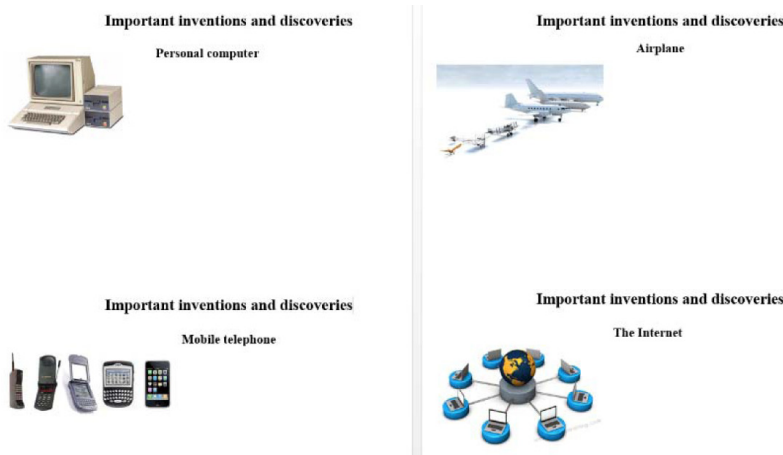 Important inventions and discoveries
Personal computer
Important inventions and discoveries
Airplane
Important inventions and discoveries
Mobile telephone
Important inventions and discoveries
The Internet